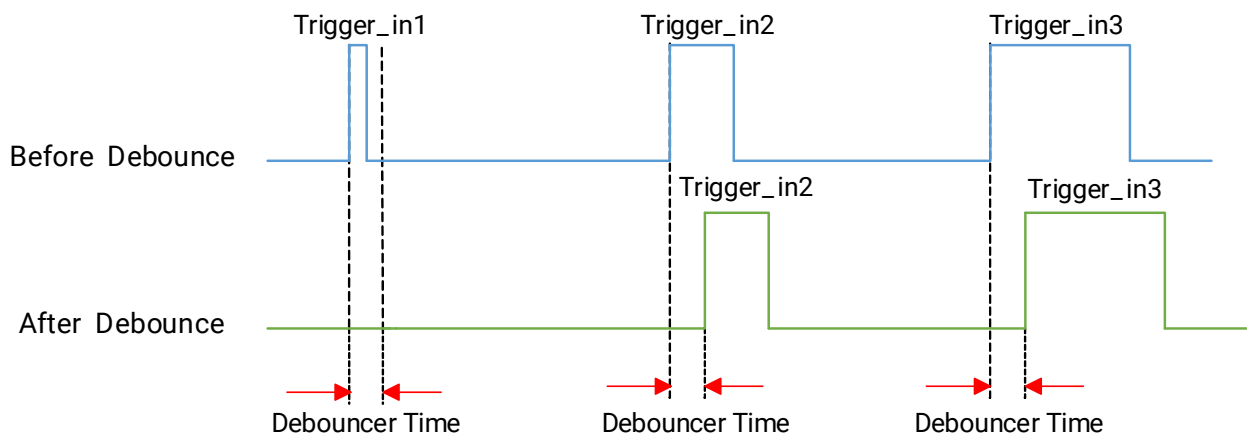 Trigger_in1
Trigger_in2
Trigger_in3
Before Debounce
Trigger_in2
Trigger_in3
After Debounce
Debouncer Time
Debouncer Time
Debouncer Time